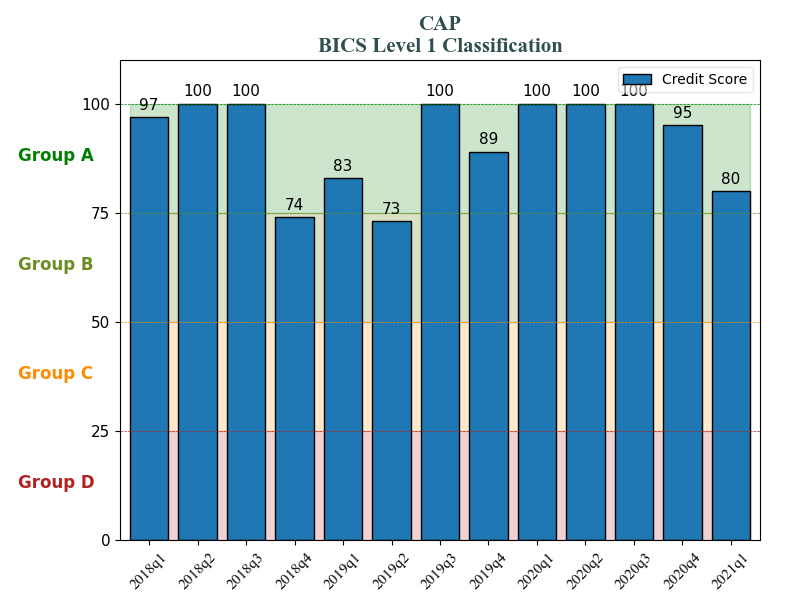 CAP
BICS Level 1 Classification
Credit Score
97 100 100 74 83 73 100 89 100 100 100 95 80
100
Group A
75
Group B
50
Group C
25
Group D
0
2018q1 2018q2 2018q3 2018q4 2019q1 2019q2 2019q3 2019q4 2020q1 2020q2 2020q3 2020q4 2021q1